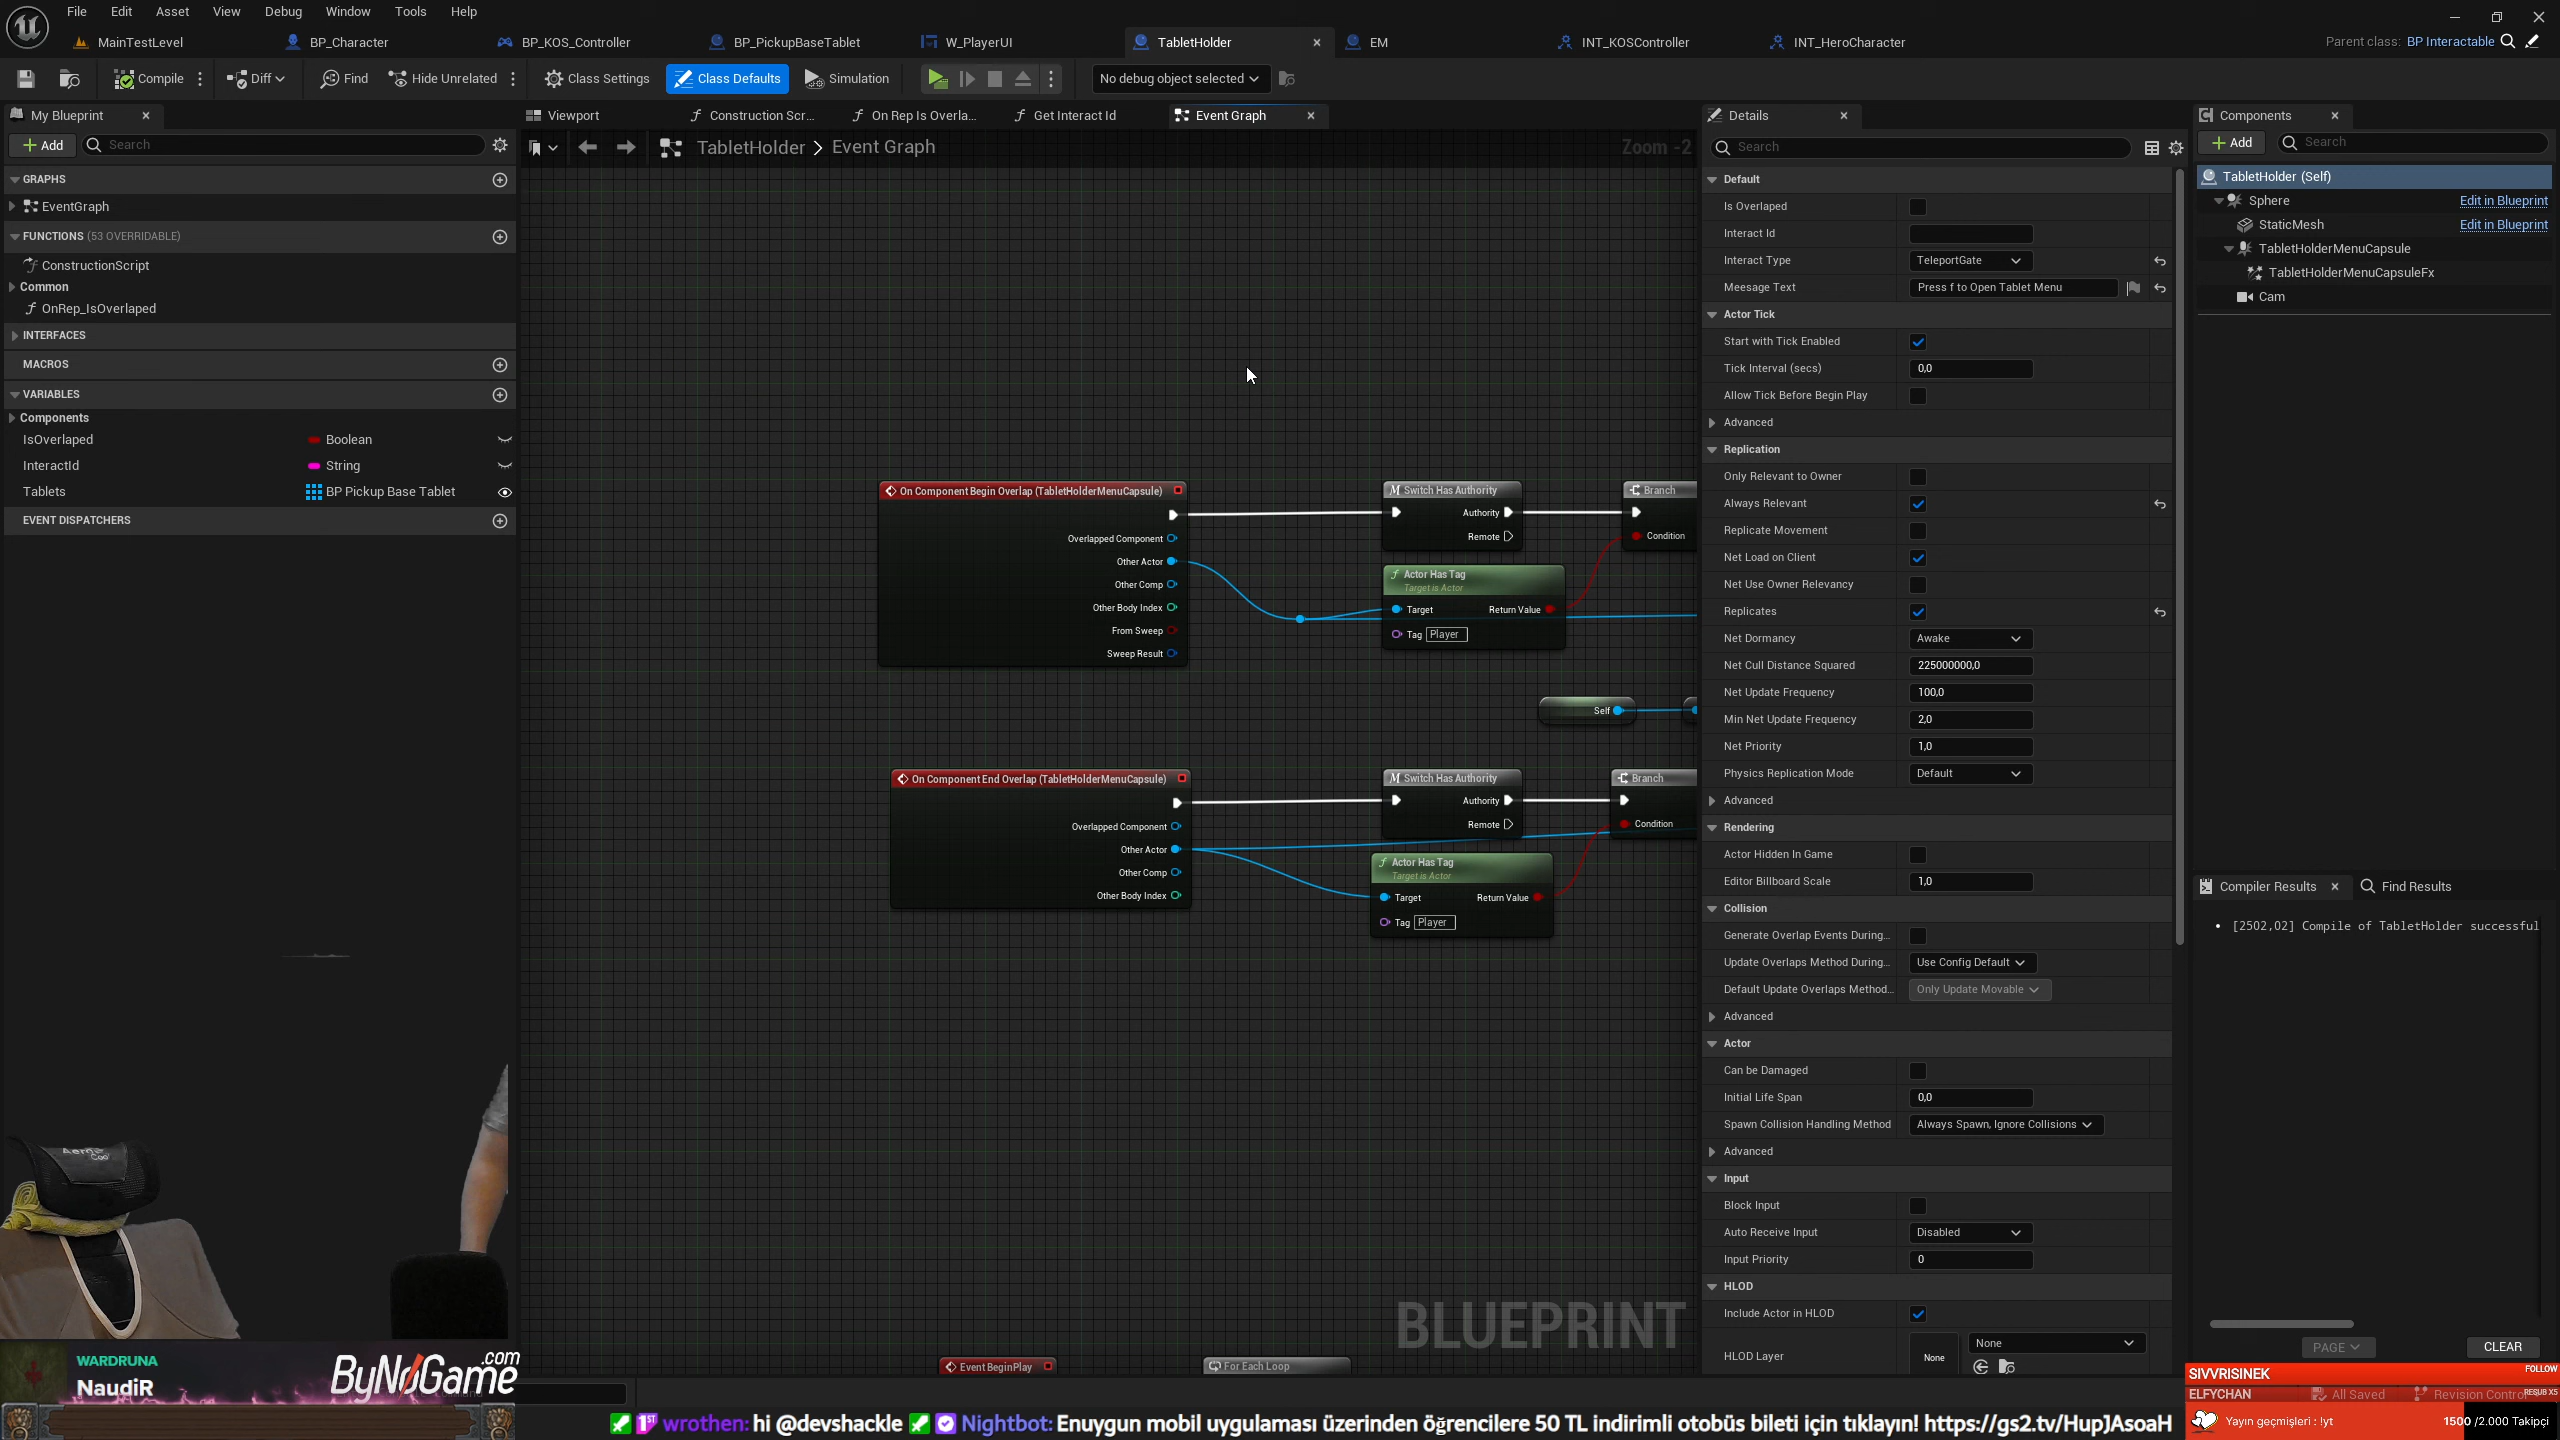 File Edit Asset View Debug Window Tools Help
MainTestLevel BP_Character BP_KOS_Controller BP_PickupBaseTablet W_PlayerUI TabletHolder EM INT_KOSController INT_HeroCharacter Parent class: BP Interactable
Compile Diff Find Hide Unrelated Class Settings Class Defaults Simulation No debug object selected
My Blueprint
Add Search
GRAPHS
EventGraph
FUNCTIONS (53 OVERRIDABLE)
ConstructionScript
Common
OnRep_IsOverlaped
INTERFACES
MACROS
VARIABLES
Components
IsOverlaped Boolean
InteractId String
Tablets BP Pickup Base Tablet
EVENT DISPATCHERS
Viewport Construction Scr... On Rep Is Overla... Get Interact Id Event Graph
TabletHolder > Event Graph Zoom -2
On Component Begin Overlap (TabletHolderMenuCapsule)
Overlapped Component
Other Actor
Other Comp
Other Body Index
From Sweep
Sweep Result
Switch Has Authority
Authority
Remote
Branch
Condition
Actor Has Tag
Target is Actor
Target Return Value
Tag Player
Self
On Component End Overlap (TabletHolderMenuCapsule)
Overlapped Component
Other Actor
Other Comp
Other Body Index
Switch Has Authority
Authority
Remote
Branch
Condition
Actor Has Tag
Target is Actor
Target Return Value
Tag Player
BLUEPRINT
Event BeginPlay
For Each Loop
Details
Search
Default
Is Overlaped
Interact Id
Interact Type TeleportGate
Meesage Text Press f to Open Tablet Menu
Actor Tick
Start with Tick Enabled
Tick Interval (secs) 0,0
Allow Tick Before Begin Play
Advanced
Replication
Only Relevant to Owner
Always Relevant
Replicate Movement
Net Load on Client
Net Use Owner Relevancy
Replicates
Net Dormancy Awake
Net Cull Distance Squared 225000000,0
Net Update Frequency 100,0
Min Net Update Frequency 2,0
Net Priority 1,0
Physics Replication Mode Default
Advanced
Rendering
Actor Hidden In Game
Editor Billboard Scale 1,0
Collision
Generate Overlap Events During...
Update Overlaps Method During... Use Config Default
Default Update Overlaps Method... Only Update Movable
Advanced
Actor
Can be Damaged
Initial Life Span 0,0
Spawn Collision Handling Method Always Spawn, Ignore Collisions
Advanced
Input
Block Input
Auto Receive Input Disabled
Input Priority 0
HLOD
Include Actor in HLOD
HLOD Layer None None
Components
Add Search
TabletHolder (Self)
Sphere Edit in Blueprint
StaticMesh Edit in Blueprint
TabletHolderMenuCapsule
TabletHolderMenuCapsuleFx
Cam
Compiler Results Find Results
[2502,02] Compile of TabletHolder successful
PAGE CLEAR
WARDRUNA
NaudiR
ByNoGame.com
SIVVRISINEK FOLLOW
ELFYCHAN All Saved Revision Contro RESUB X5
Yayın geçmişleri : !yt 1500 /2.000 Takipçi
1ST wrothen: hi @devshackle Nightbot: Enuygun mobil uygulaması üzerinden öğrencilere 50 TL indirimli otobüs bileti için tıklayın! https://gs2.tv/HupJAsoaH